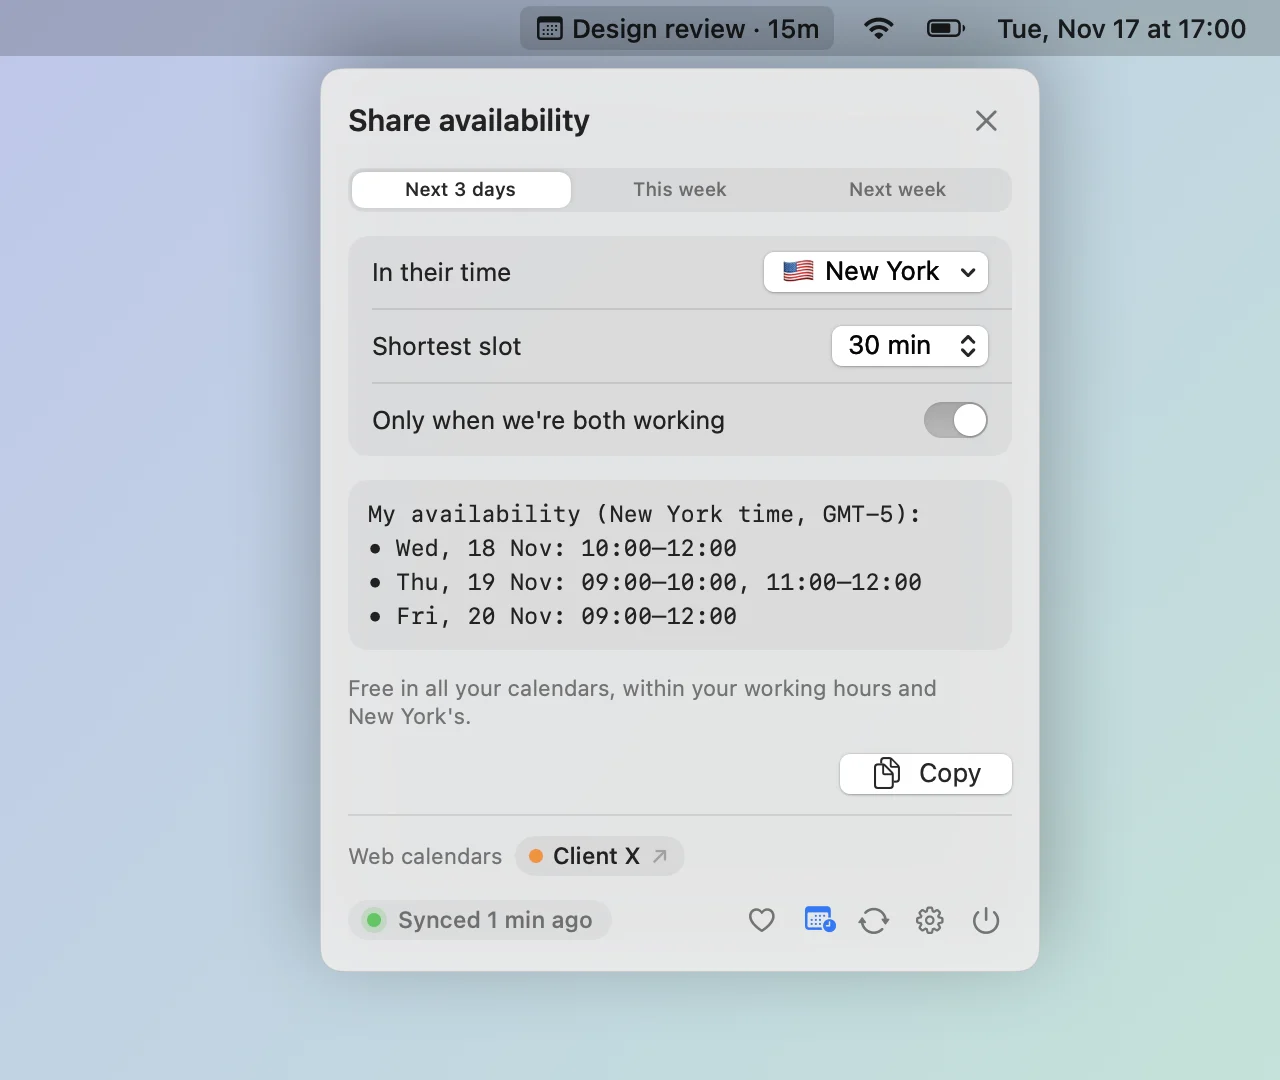 Design review · 15m
Tue, Nov 17 at 17:00
Share availability
Next 3 days
This week
Next week
In their time
New York
Shortest slot
30 min
Only when we're both working
My availability (New York time, GMT−5):
• Wed, 18 Nov: 10:00–12:00
• Thu, 19 Nov: 09:00–10:00, 11:00–12:00
• Fri, 20 Nov: 09:00–12:00
Free in all your calendars, within your working hours and
New York's.
Copy
Web calendars
Client X
Synced 1 min ago